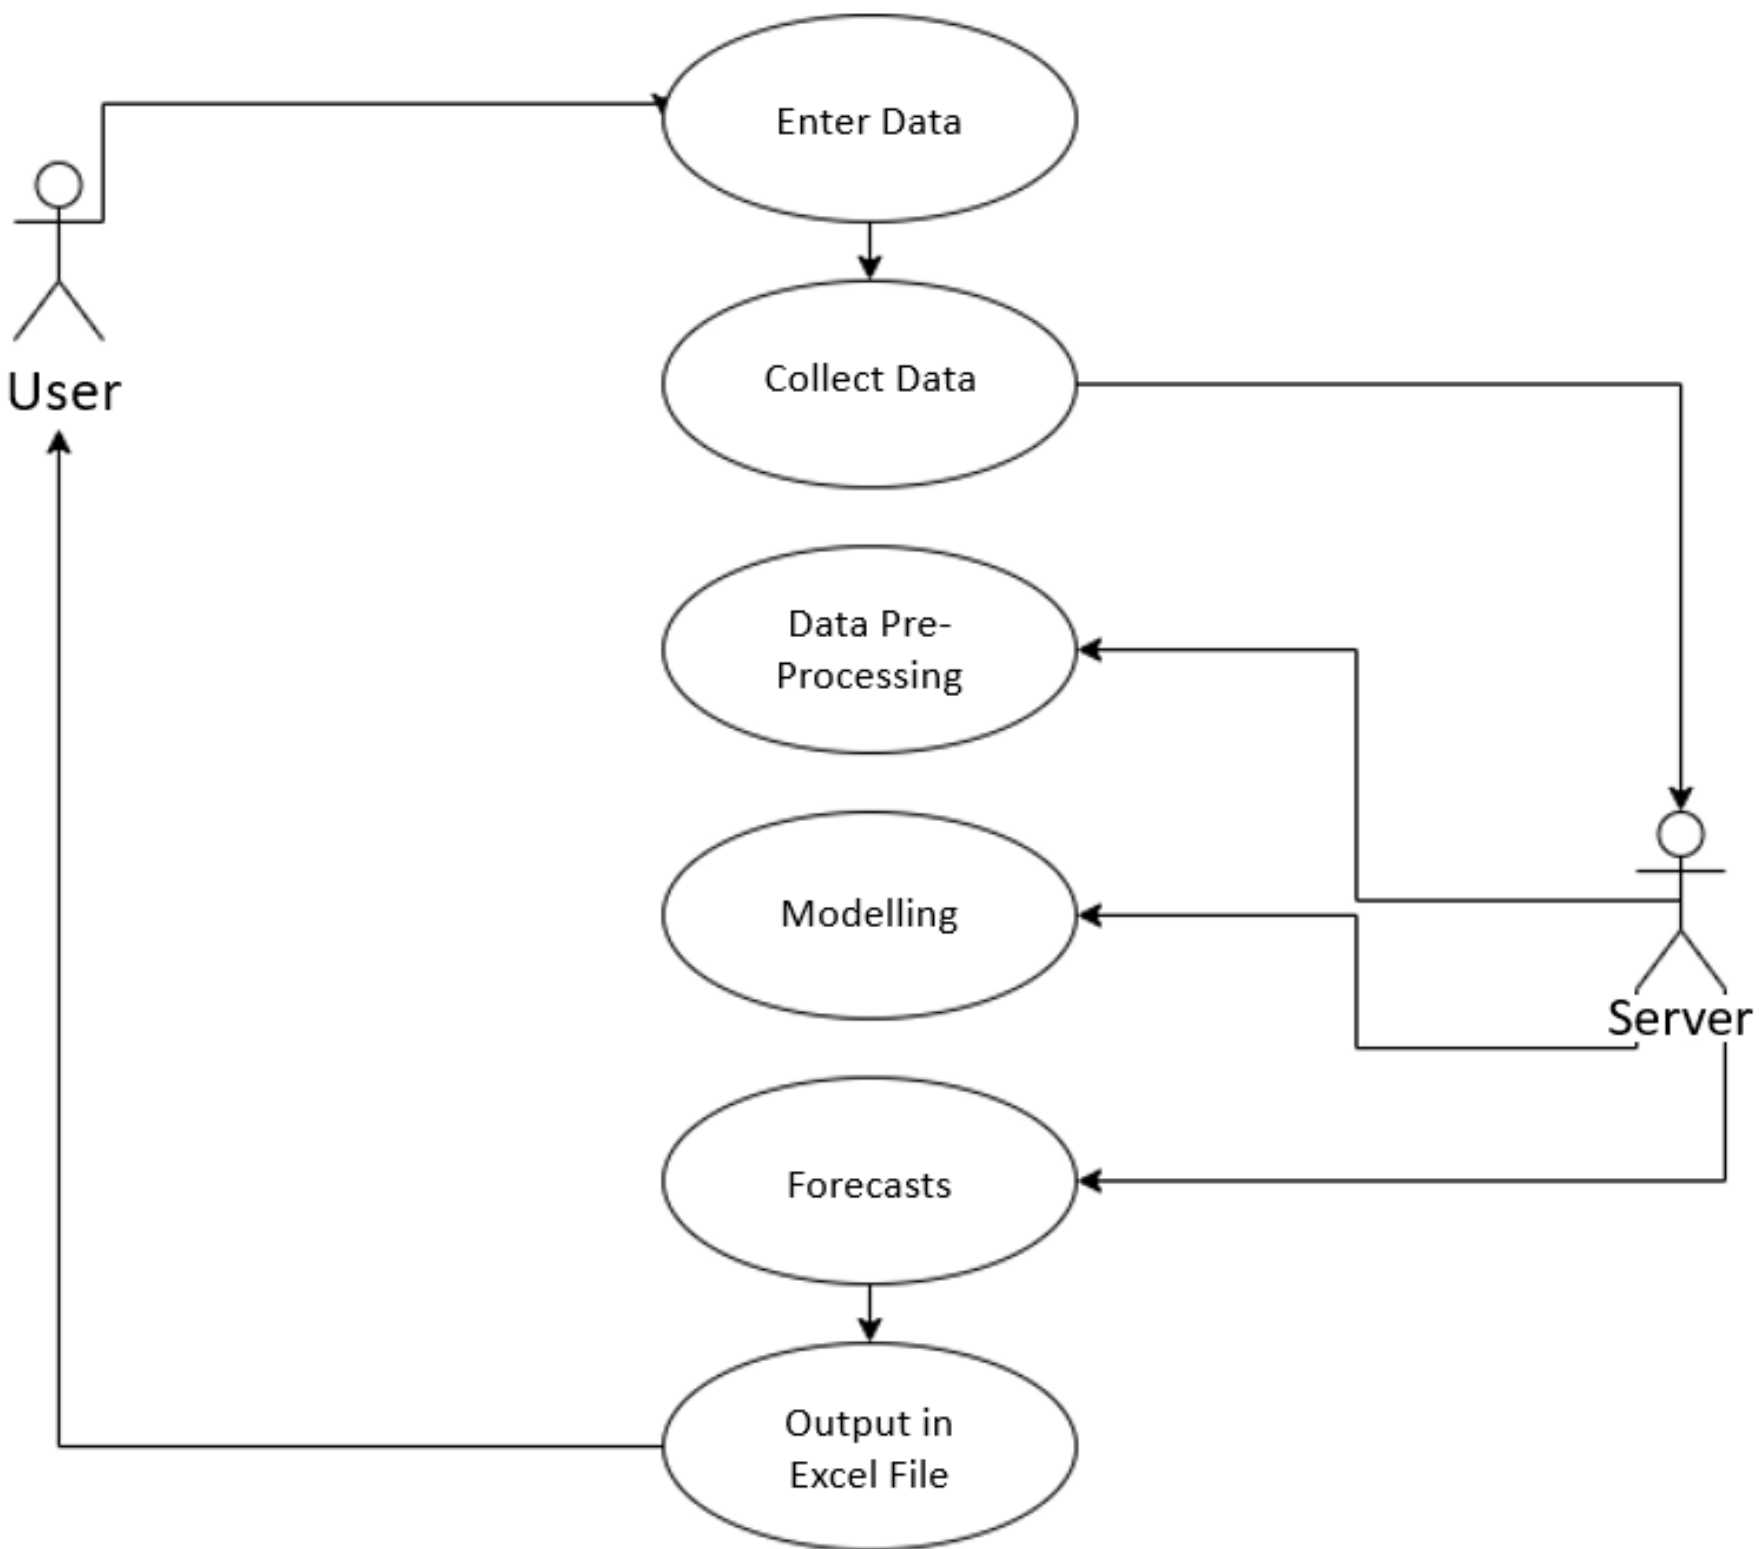 Enter Data
User
Collect Data
Data Pre-
Processing
Modelling
Server
Forecasts
Output in
Excel File